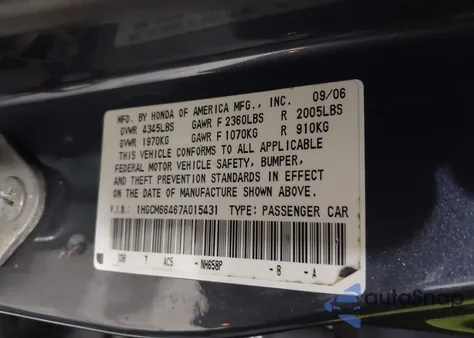 MFD. BY HONDA OF AMERICA MFG., INC. 09/06
GVWR 4345LBS GAWR F 2360LBS R 2005LBS
GVWR 1970KG GAWR F 1070KG R 910KG
THIS VEHICLE CONFORMS TO ALL APPLICABLE
FEDERAL MOTOR VEHICLE SAFETY, BUMPER,
AND THEFT PREVENTION STANDARDS IN EFFECT
ON THE DATE OF MANUFACTURE SHOWN ABOVE.
V.I.N: 1HGCM66467A015431 TYPE: PASSENGER CAR
7 AC5 -NH658P -B -A
autoSnap